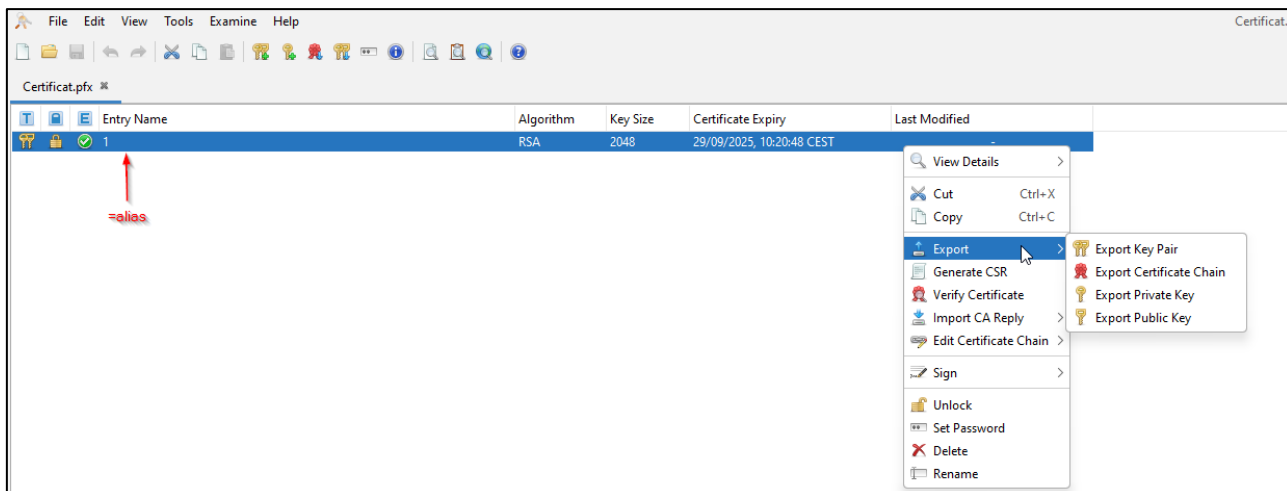 File Edit View Tools Examine Help
Certificat.
Certificat.pfx
T E Entry Name Algorithm Key Size Certificate Expiry Last Modified
1 RSA 2048 29/09/2025, 10:20:48 CEST -
=alias
View Details
Cut Ctrl+X
Copy Ctrl+C
Export
Export Key Pair
Generate CSR
Export Certificate Chain
Verify Certificate
Export Private Key
Import CA Reply
Export Public Key
Edit Certificate Chain
Sign
Unlock
Set Password
Delete
Rename